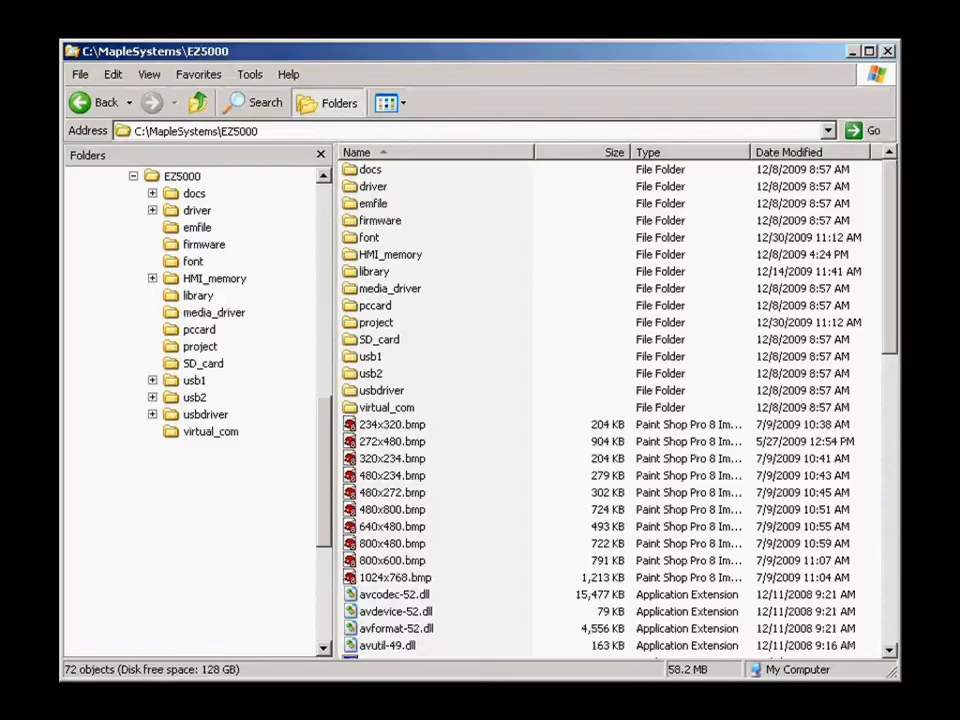 C:\MapleSystems\EZ5000
File Edit View Favorites Tools Help
Back Search Folders
Address C:\MapleSystems\EZ5000 Go
Folders
EZ5000
docs
driver
emfile
firmware
font
HMI_memory
library
media_driver
pccard
project
SD_card
usb1
usb2
usbdriver
virtual_com
Name Size Type Date Modified
docs File Folder 12/8/2009 8:57 AM
driver File Folder 12/8/2009 8:57 AM
emfile File Folder 12/8/2009 8:57 AM
firmware File Folder 12/8/2009 8:57 AM
font File Folder 12/30/2009 11:12 AM
HMI_memory File Folder 12/8/2009 4:24 PM
library File Folder 12/14/2009 11:41 AM
media_driver File Folder 12/8/2009 8:57 AM
pccard File Folder 12/8/2009 8:57 AM
project File Folder 12/30/2009 11:12 AM
SD_card File Folder 12/8/2009 8:57 AM
usb1 File Folder 12/8/2009 8:57 AM
usb2 File Folder 12/8/2009 8:57 AM
usbdriver File Folder 12/8/2009 8:57 AM
virtual_com File Folder 12/8/2009 8:57 AM
234x320.bmp 204 KB Paint Shop Pro 8 Im... 7/9/2009 10:38 AM
272x480.bmp 904 KB Paint Shop Pro 8 Im... 5/27/2009 12:54 PM
320x234.bmp 204 KB Paint Shop Pro 8 Im... 7/9/2009 10:41 AM
480x234.bmp 279 KB Paint Shop Pro 8 Im... 7/9/2009 10:43 AM
480x272.bmp 302 KB Paint Shop Pro 8 Im... 7/9/2009 10:45 AM
480x800.bmp 724 KB Paint Shop Pro 8 Im... 7/9/2009 10:51 AM
640x480.bmp 493 KB Paint Shop Pro 8 Im... 7/9/2009 10:55 AM
800x480.bmp 722 KB Paint Shop Pro 8 Im... 7/9/2009 10:59 AM
800x600.bmp 791 KB Paint Shop Pro 8 Im... 7/9/2009 11:07 AM
1024x768.bmp 1,213 KB Paint Shop Pro 8 Im... 7/9/2009 11:04 AM
avcodec-52.dll 15,477 KB Application Extension 12/11/2008 9:21 AM
avdevice-52.dll 79 KB Application Extension 12/11/2008 9:21 AM
avformat-52.dll 4,556 KB Application Extension 12/11/2008 9:21 AM
avutil-49.dll 163 KB Application Extension 12/11/2008 9:16 AM
72 objects (Disk free space: 128 GB) 58.2 MB My Computer